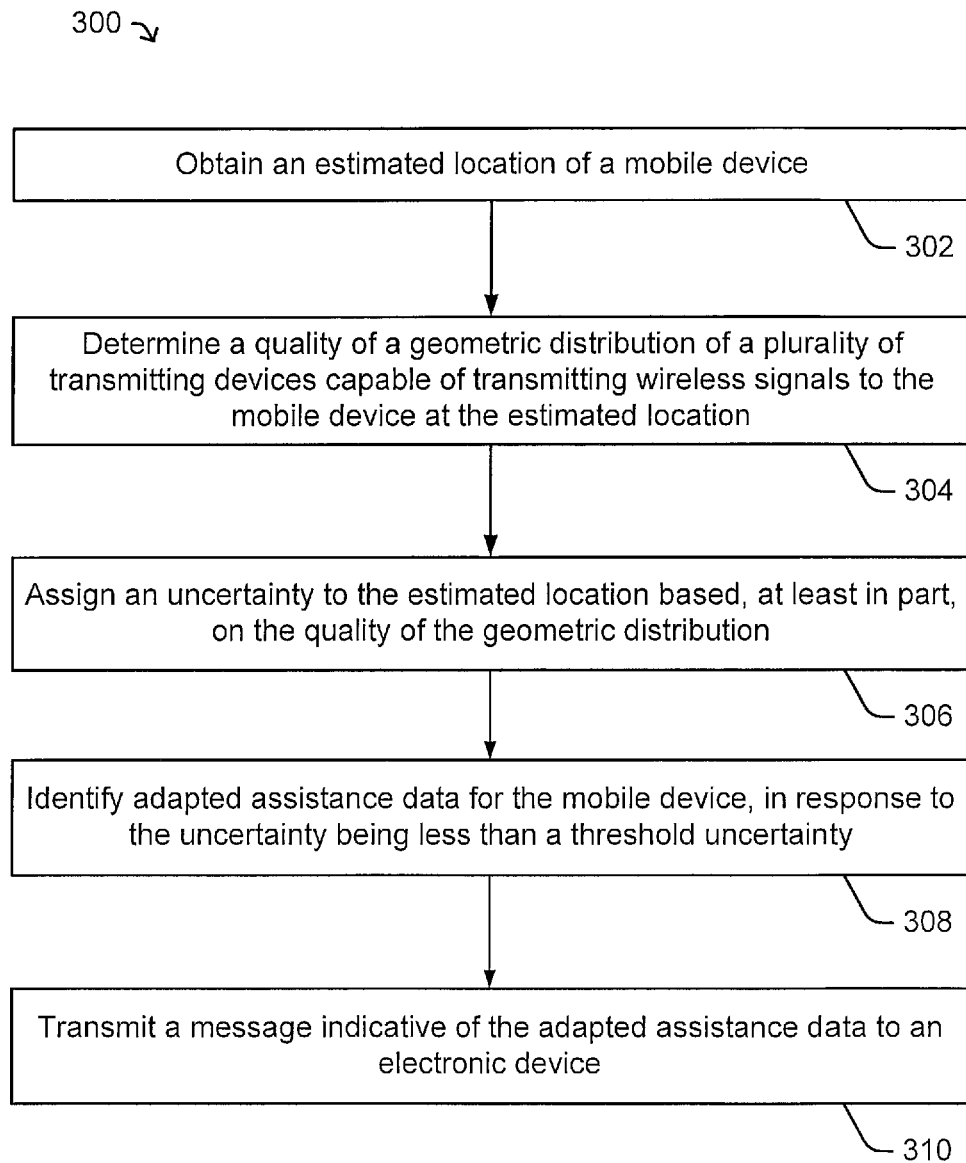 300
Obtain an estimated location of a mobile device
302
Determine a quality of a geometric distribution of a plurality of
transmitting devices capable of transmitting wireless signals to the
mobile device at the estimated location
304
Assign an uncertainty to the estimated location based, at least in part,
on the quality of the geometric distribution
306
Identify adapted assistance data for the mobile device, in response to
the uncertainty being less than a threshold uncertainty
308
Transmit a message indicative of the adapted assistance data to an
electronic device
310